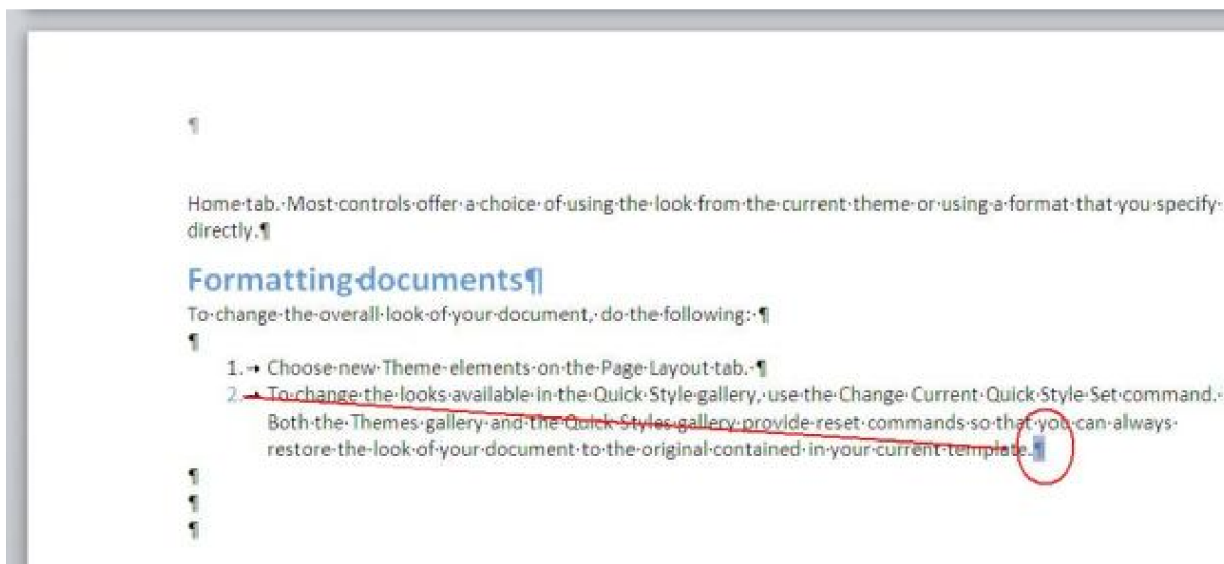 ¶
Home·tab.·Most·controls·offer·a·choice·of·using·the·look·from·the·current·theme·or·using·a·format·that·you·specify·
directly.¶
Formatting·documents¶
To·change·the·overall·look·of·your·document,·do·the·following:·¶
¶
1.→Choose·new·Theme·elements·on·the·Page·Layout·tab.·¶
2.→To·change·the·looks·available·in·the·Quick·Style·gallery,·use·the·Change·Current·Quick·Style·Set·command.·
Both·the·Themes·gallery·and·the·Quick·Styles·gallery·provide·reset·commands·so·that·you·can·always·
restore·the·look·of·your·document·to·the·original·contained·in·your·current·template.¶
¶
¶
¶